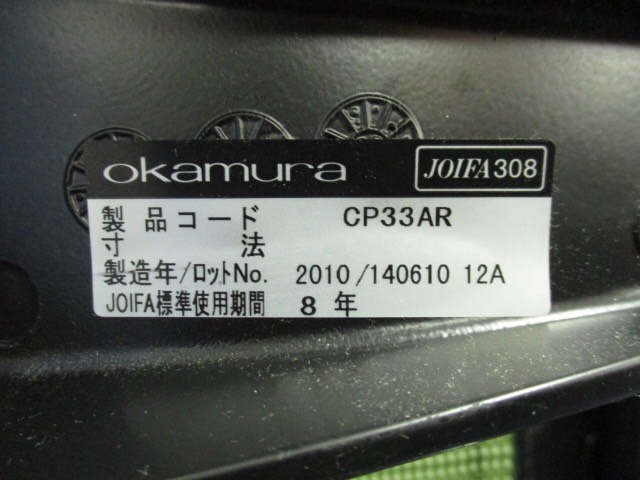 okamura
JOIFA308
製品コード CP33AR
寸法
製造年/ロットNo. 2010/140610 12A
JOIFA標準使用期間 8年